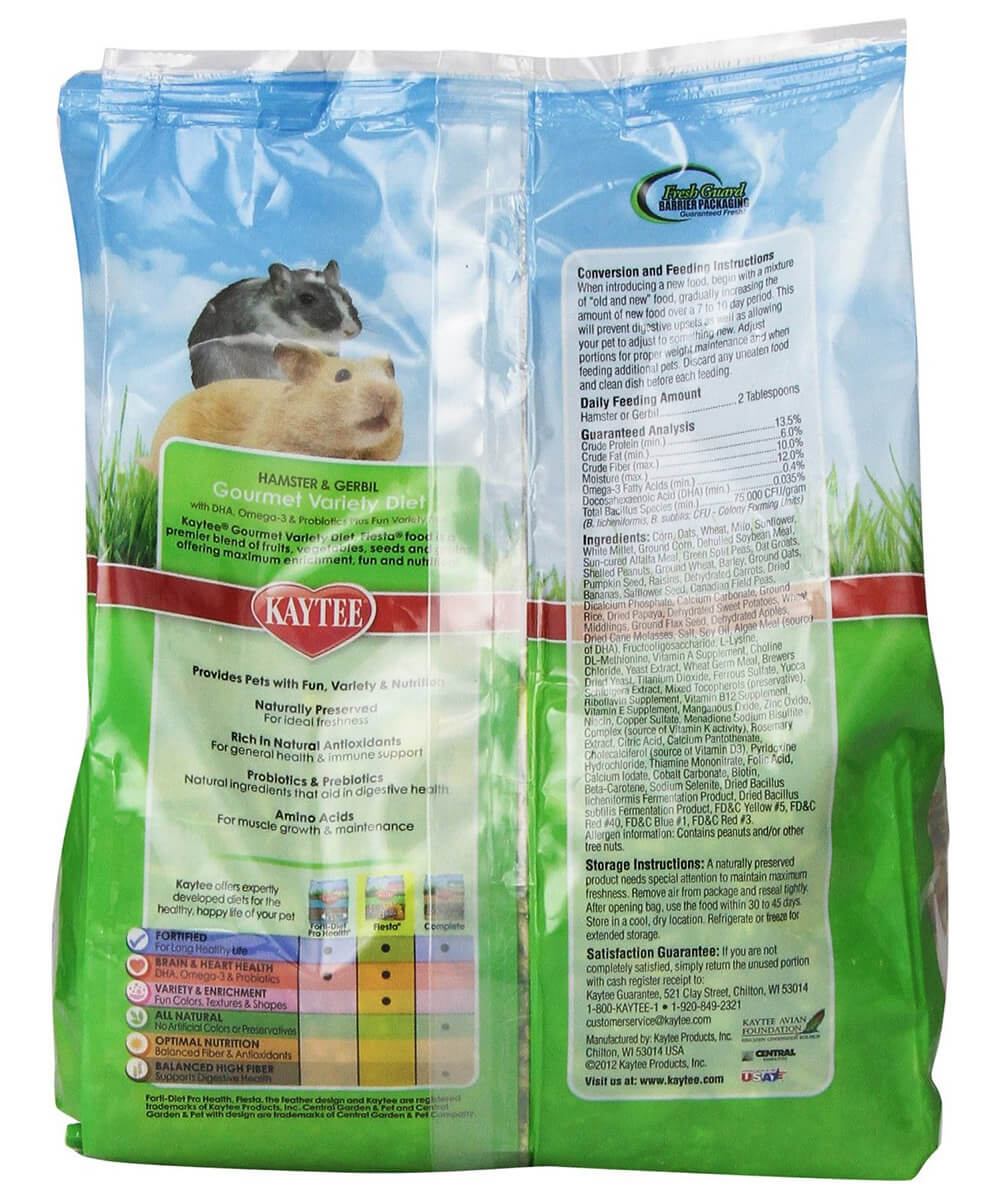 Fresh Guard
BARRIER PACKAGING
Guaranteed Fresh!
HAMSTER & GERBIL
Gourmet Variety Diet
with DHA, Omega-3 & Probiotics Plus Fun Variety
Kaytee® Gourmet Variety Diet, Fiesta® food is a
premier blend of fruits, vegetables, seeds and
offering maximum enrichment, fun and
KAYTEE
Provides Pets with Fun, Variety & Nutrition
Naturally Preserved
For ideal freshness
Rich In Natural Antioxidants
For general health & immune support
Probiotics & Prebiotics
Natural ingredients that aid in digestive health
Amino Acids
For muscle growth & maintenance
Kaytee offers expertly
developed diets for the
healthy, happy life of your pet
Forti-Diet
Pro Health®
Fiesta®
Complete
FORTIFIED
For Long Healthy Life
BRAIN & HEART HEALTH
DHA, Omega-3 & Probiotics
VARIETY & ENRICHMENT
Fun Colors, Textures & Shapes
ALL NATURAL
No Artificial Colors or Preservatives
OPTIMAL NUTRITION
Balanced Fiber & Antioxidants
BALANCED HIGH FIBER
Supports Digestive Health
Forti-Diet Pro Health, Fiesta, the feather design and Kaytee are registered
trademarks of Kaytee Products, Inc. Central Garden & Pet and Central
Garden & Pet with design are trademarks of Central Garden & Pet Company.
Conversion and Feeding Instructions
When introducing a new food, begin with a mixture
of "old and new" food, gradually increasing the
amount of new food over a 7 to 10 day period. This
will prevent digestive upsets as well as allowing
your pet to adjust to something new. Adjust
portions for proper weight maintenance and when
feeding additional pets. Discard any uneaten food
and clean dish before each feeding.
Daily Feeding Amount
Hamster or Gerbil..................2 Tablespoons
Guaranteed Analysis
Crude Protein (min.)..................13.5%
Crude Fat (min.)..................6.0%
Crude Fiber (max.)..................10.0%
Moisture (max.)..................12.0%
Omega-3 Fatty Acids (min.)..................0.4%
Docosahexaenoic Acid (DHA) (min.)..........0.035%
Total Bacillus Species (min.)..........75,000 CFU/gram
(B. licheniformis, B. subtilis; CFU - Colony Forming Units)
Ingredients: Corn, Oats, Wheat, Milo, Sunflower,
White Millet, Ground Corn, Dehulled Soybean Meal,
Sun-cured Alfalfa Meal, Green Split Peas, Oat Groats,
Shelled Peanuts, Ground Wheat, Barley, Ground Oats,
Pumpkin Seed, Raisins, Dehydrated Carrots, Dried
Bananas, Safflower Seed, Canadian Field Peas,
Dicalcium Phosphate, Calcium Carbonate, Ground
Rice, Dried Papaya, Dehydrated Sweet Potatoes, Wheat
Middlings, Ground Flax Seed, Dehydrated Apples,
Dried Cane Molasses, Salt, Soy Oil, Algae Meal (source
of DHA), Fructooligosaccharide, L-Lysine,
DL-Methionine, Vitamin A Supplement, Choline
Chloride, Yeast Extract, Wheat Germ Meal, Brewers
Dried Yeast, Titanium Dioxide, Ferrous Sulfate, Yucca
Schidigera Extract, Mixed Tocopherols (preservative),
Riboflavin Supplement, Vitamin B12 Supplement,
Vitamin E Supplement, Manganous Oxide, Zinc Oxide,
Niacin, Copper Sulfate, Menadione Sodium Bisulfite
Complex (source of Vitamin K activity), Rosemary
Extract, Citric Acid, Calcium Pantothenate,
Cholecalciferol (source of Vitamin D3), Pyridoxine
Hydrochloride, Thiamine Mononitrate, Folic Acid,
Calcium Iodate, Cobalt Carbonate, Biotin,
Beta-Carotene, Sodium Selenite, Dried Bacillus
licheniformis Fermentation Product, Dried Bacillus
subtilis Fermentation Product, FD&C Yellow #5, FD&C
Red #40, FD&C Blue #1, FD&C Red #3.
Allergen information: Contains peanuts and/or other
tree nuts.
Storage Instructions: A naturally preserved
product needs special attention to maintain maximum
freshness. Remove air from package and reseal tightly.
After opening bag, use the food within 30 to 45 days.
Store in a cool, dry location. Refrigerate or freeze for
extended storage.
Satisfaction Guarantee: If you are not
completely satisfied, simply return the unused portion
with cash register receipt to:
Kaytee Guarantee, 521 Clay Street, Chilton, WI 53014
1-800-KAYTEE-1 • 1-920-849-2321
customerservice@kaytee.com
Manufactured by: Kaytee Products, Inc.
Chilton, WI 53014 USA
©2012 Kaytee Products, Inc.
Visit us at: www.kaytee.com
KAYTEE AVIAN
FOUNDATION
CENTRAL
USA